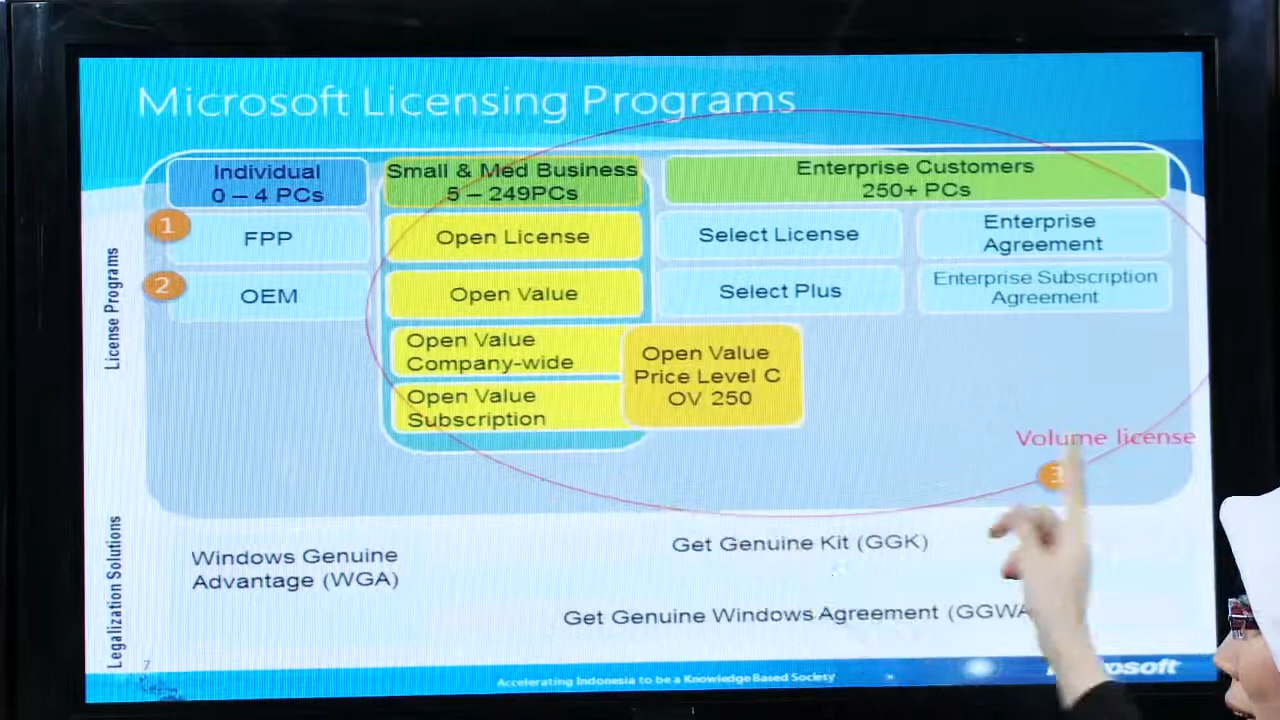 Microsoft Licensing Programs
Individual
0 – 4 PCs
Small & Med Business
5 – 249PCs
Enterprise Customers
250+ PCs
License Programs
1
FPP
Open License
Select License
Enterprise
Agreement
2
OEM
Open Value
Select Plus
Enterprise Subscription
Agreement
Open Value
Company-wide
Open Value
Subscription
Open Value
Price Level C
OV 250
Volume license
3
Legalization Solutions
Windows Genuine
Advantage (WGA)
Get Genuine Kit (GGK)
Get Genuine Windows Agreement (GGWA
7
Accelerating Indonesia to be a Knowledge Based Society